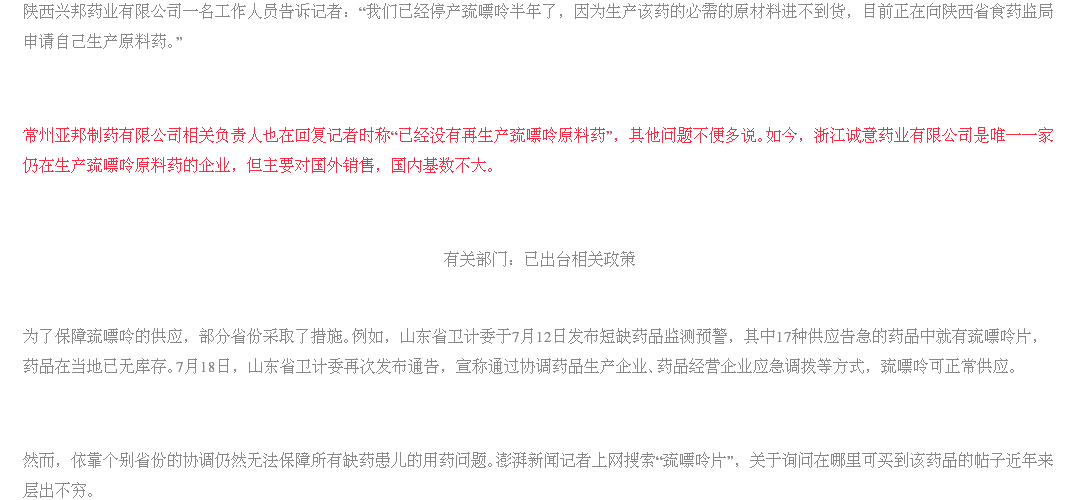 陕西兴邦药业有限公司一名工作人员告诉记者：“我们已经停产巯嘌呤半年了，因为生产该药的必需的原材料进不到货，目前正在向陕西省食药监局
申请自己生产原料药。”
常州亚邦制药有限公司相关负责人也在回复记者时称“已经没有再生产巯嘌呤原料药”，其他问题不便多说。如今，浙江诚意药业有限公司是唯一一家
仍在生产巯嘌呤原料药的企业，但主要对国外销售，国内基数不大。
有关部门：已出台相关政策
为了保障巯嘌呤的供应，部分省份采取了措施。例如，山东省卫计委于7月12日发布短缺药品监测预警，其中17种供应告急的药品中就有巯嘌呤片，
药品在当地已无库存。7月18日，山东省卫计委再次发布通告，宣称通过协调药品生产企业、药品经营企业应急调拨等方式，巯嘌呤可正常供应。
然而，依靠个别省份的协调仍然无法保障所有缺药患儿的用药问题。澎湃新闻记者上网搜索“巯嘌呤片”，关于询问在哪里可买到该药品的帖子近年来
层出不穷。